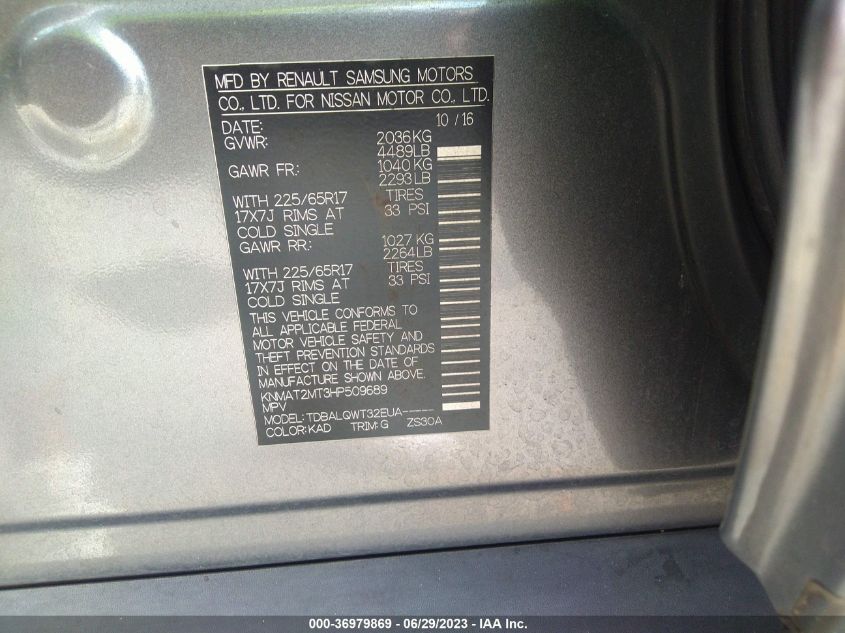 MFD BY RENAULT SAMSUNG MOTORS
CO., LTD. FOR NISSAN MOTOR CO., LTD.
DATE: 10 / 16
GVWR: 2036KG
4489LB
GAWR FR.: 1040 KG
2293LB
WITH 225/65R17 TIRES
17X7J RIMS AT 33 PSI
COLD SINGLE
GAWR RR.: 1027 KG
2264LB
WITH 225/65R17 TIRES
17X7J RIMS AT 33 PSI
COLD SINGLE
THIS VEHICLE CONFORMS TO
ALL APPLICABLE FEDERAL
MOTOR VEHICLE SAFETY AND
THEFT PREVENTION STANDARDS
IN EFFECT ON THE DATE OF
MANUFACTURE SHOWN ABOVE.
KNMAT2MT3HP509689
MPV
MODEL: TDBALQWT32EUA-----
COLOR: KAD TRIM: G ZS30A
000-36979869 - 06/29/2023 - IAA Inc.